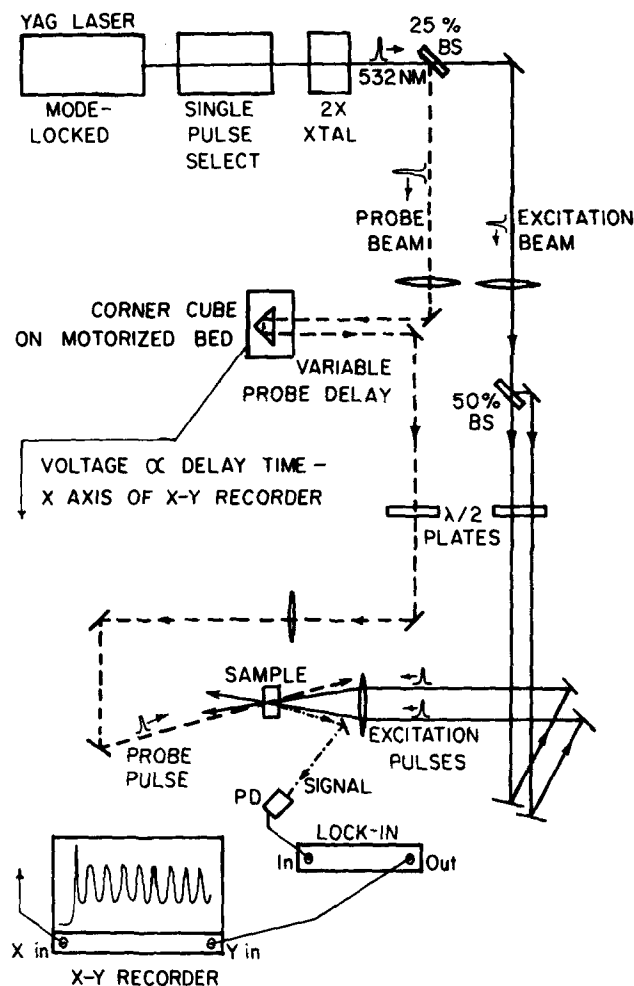 YAG LASER
MODE-
LOCKED
SINGLE
PULSE
SELECT
2X
XTAL
532 NM
25 %
BS
PROBE
BEAM
EXCITATION
BEAM
CORNER CUBE
ON MOTORIZED BED
VARIABLE
PROBE DELAY
50%
BS
VOLTAGE ∝ DELAY TIME –
X AXIS OF X-Y RECORDER
λ/2
PLATES
SAMPLE
PROBE
PULSE
EXCITATION
PULSES
PD
SIGNAL
LOCK-IN
In
Out
X in
Y in
X-Y RECORDER